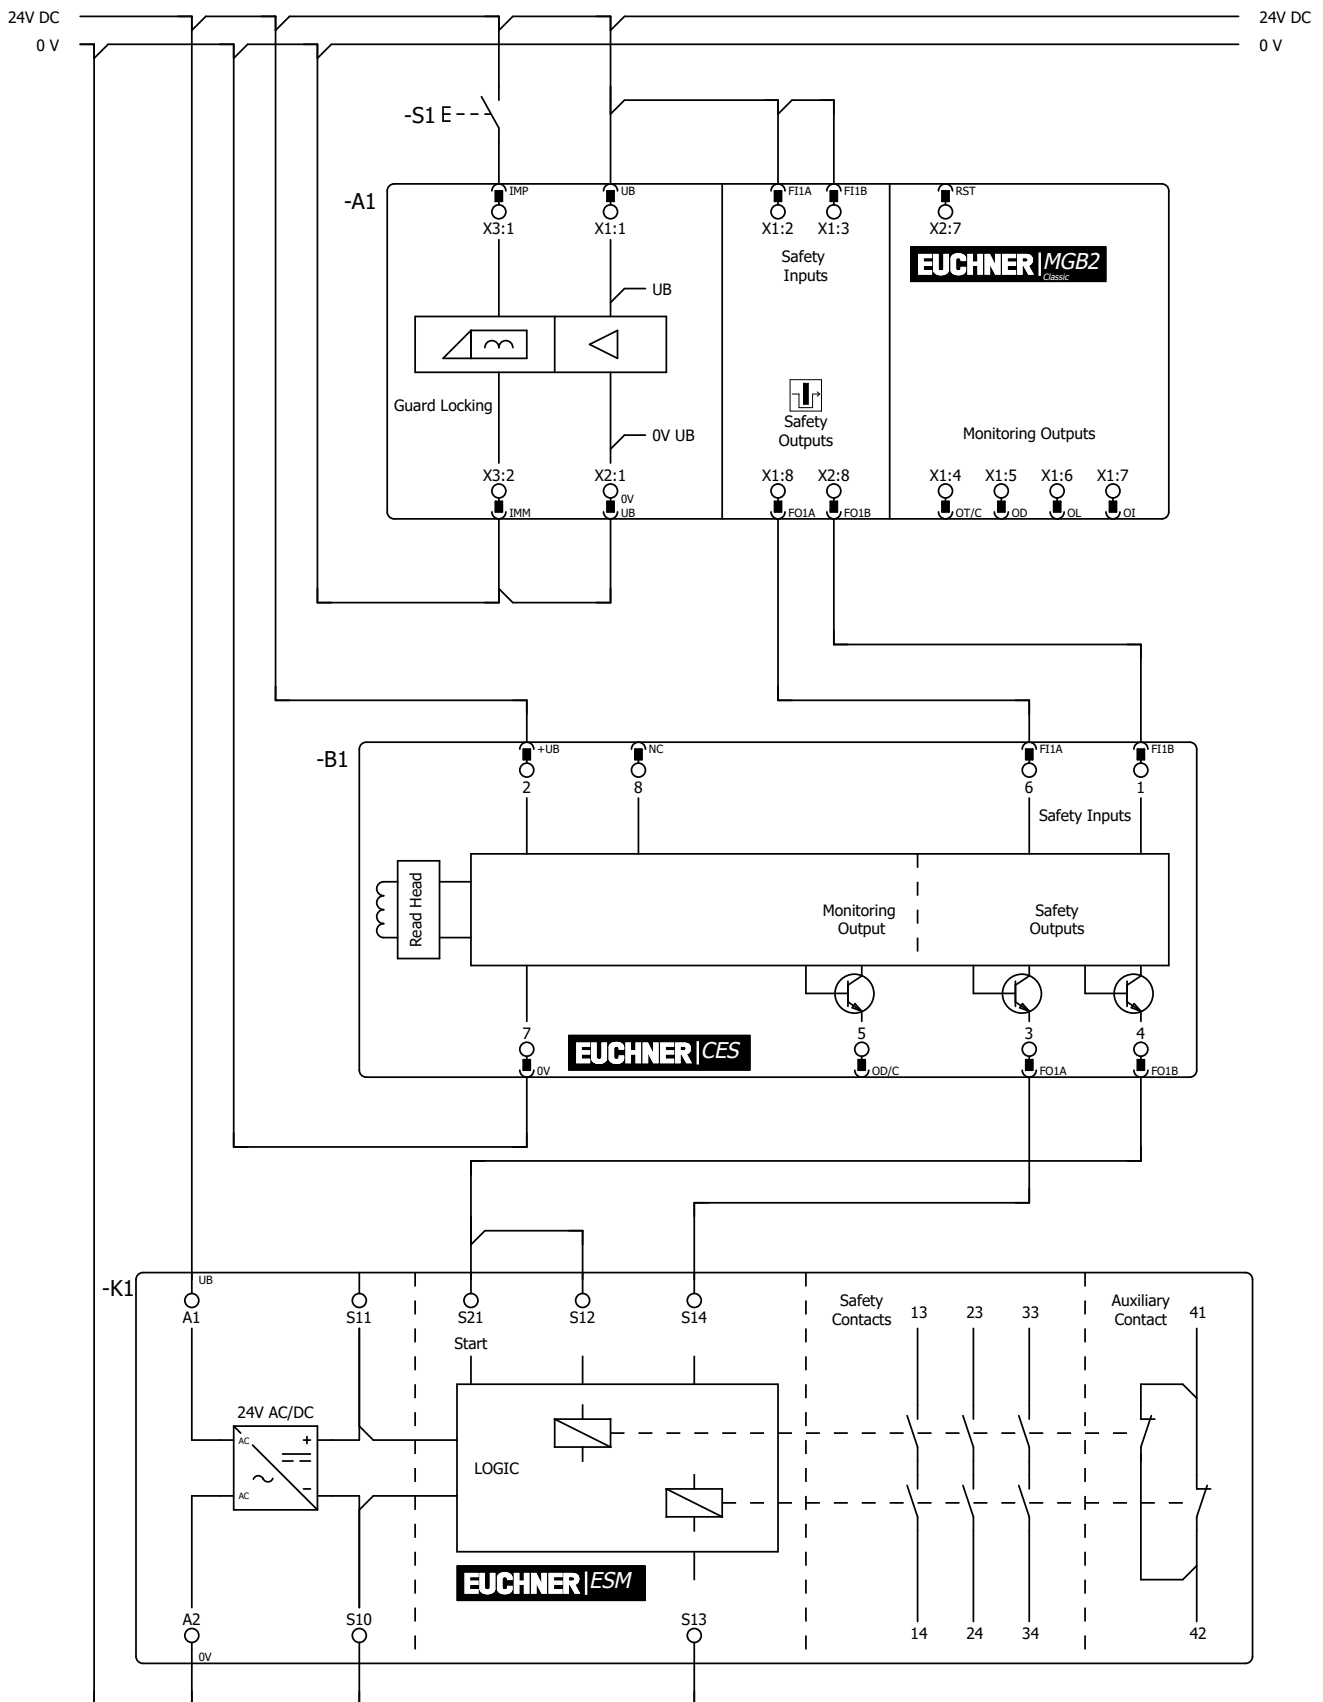 24V DC
24V DC
0 V
0 V
-S1
-A1
IMP
UB
FI1A
FI1B
RST
X3:1
X1:1
X1:2
X1:3
X2:7
Safety
Inputs
EUCHNER MGB2
Classic
UB
Guard Locking
Safety
Outputs
0V UB
Monitoring Outputs
X3:2
X2:1
X1:8
X2:8
X1:4
X1:5
X1:6
X1:7
IMM
0V
UB
FO1A
FO1B
OT/C
OD
OL
OI
-B1
+UB
NC
FI1A
FI1B
2
8
6
1
Safety Inputs
Read Head
Monitoring
Output
Safety
Outputs
7
5
3
4
EUCHNER CES
0V
OD/C
FO1A
FO1B
-K1
UB
A1
S11
S21
S12
S14
Start
Safety
Contacts
13
23
33
Auxiliary
Contact
41
24V AC/DC
AC
+
AC
-
LOGIC
EUCHNER ESM
A2
S10
S13
14
24
34
42
0V